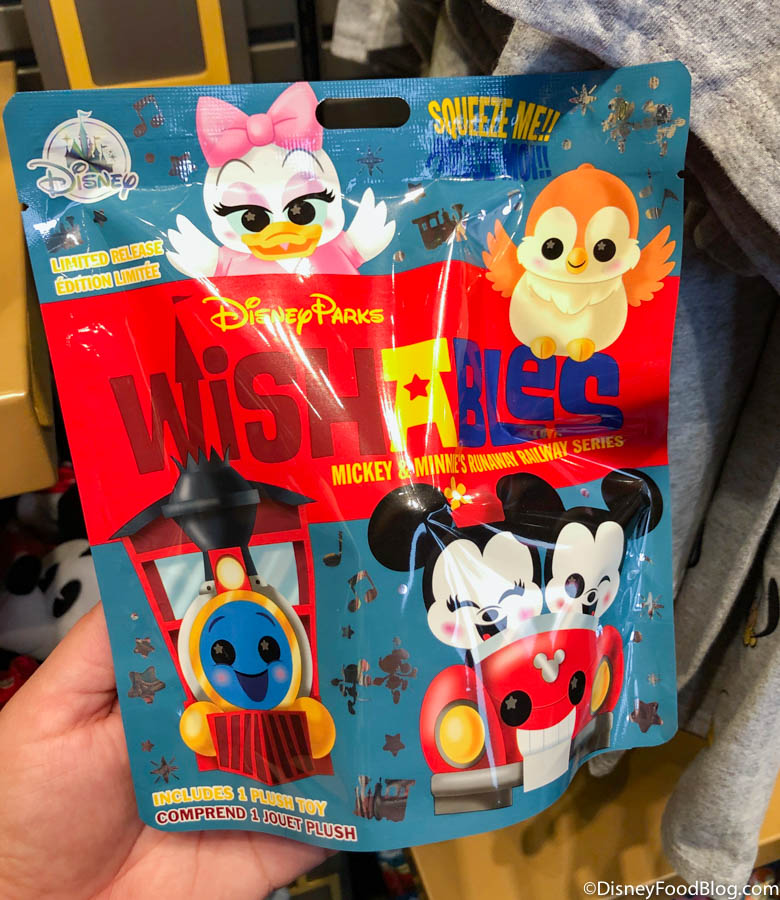 SQUEEZE ME!!
Disney
LIMITED RELEASE
ÉDITION LIMITÉE
Disney Parks
WiSHABLes
MICKEY & MINNIE'S RUNAWAY RAILWAY SERIES
INCLUDES 1 PLUSH TOY
COMPREND 1 JOUET PLUSH
©DisneyFoodBlog.com